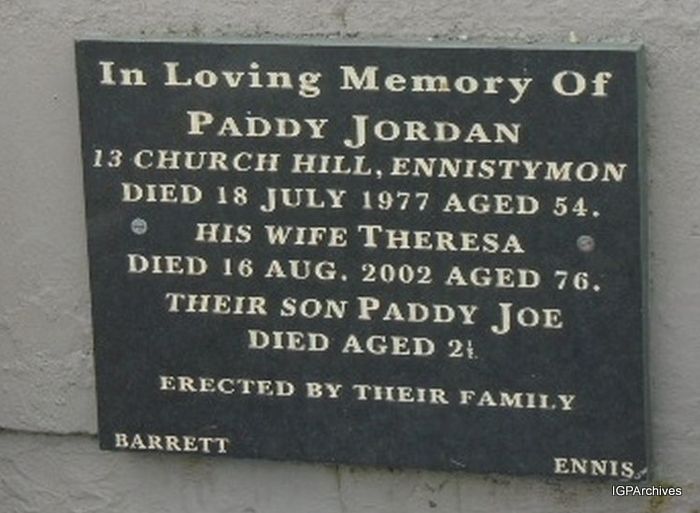 In Loving Memory Of
PADDY JORDAN
13 CHURCH HILL, ENNISTYMON
DIED 18 JULY 1977 AGED 54.
HIS WIFE THERESA
DIED 16 AUG. 2002 AGED 76.
THEIR SON PADDY JOE
DIED AGED 2½
ERECTED BY THEIR FAMILY
BARRETT
ENNIS
IGPArchives